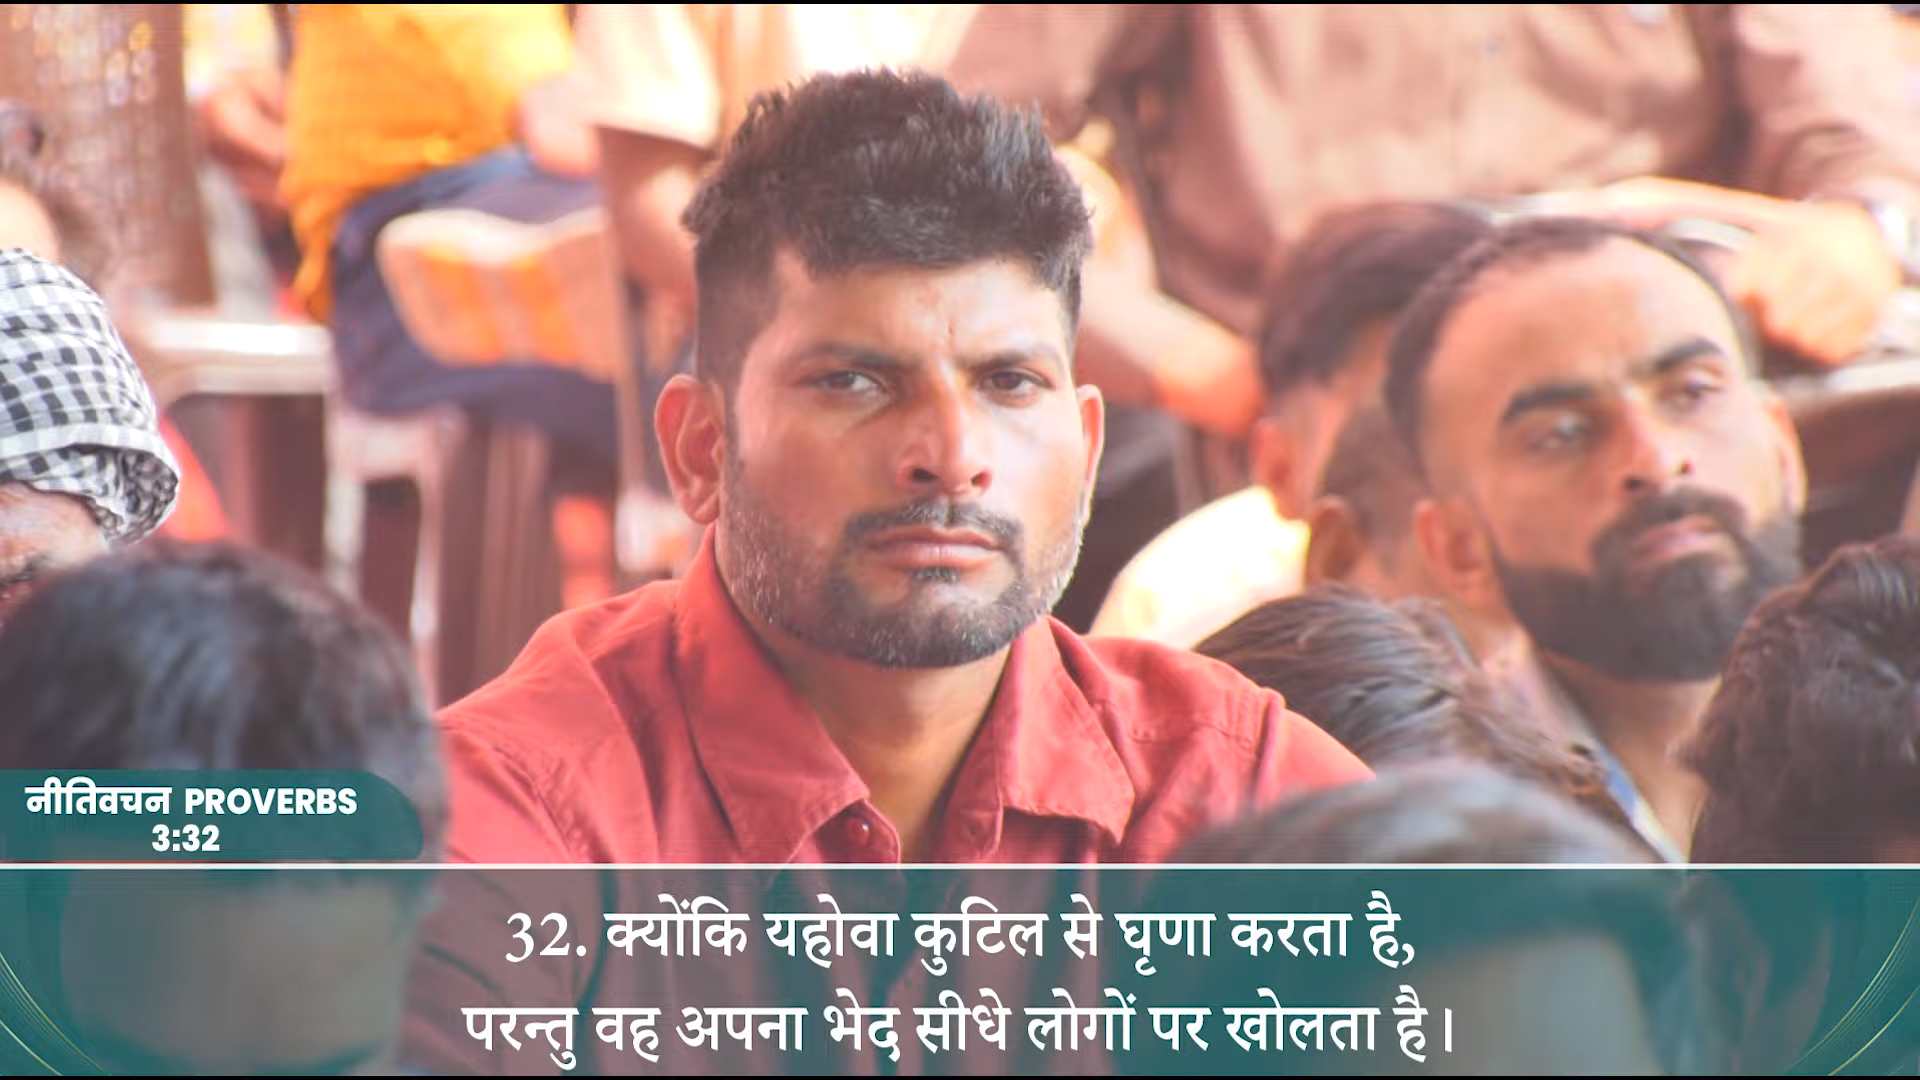 नीतिवचन PROVERBS
3:32
32. क्योंकि यहोवा कुटिल से घृणा करता है,
परन्तु वह अपना भेद सीधे लोगों पर खोलता है।